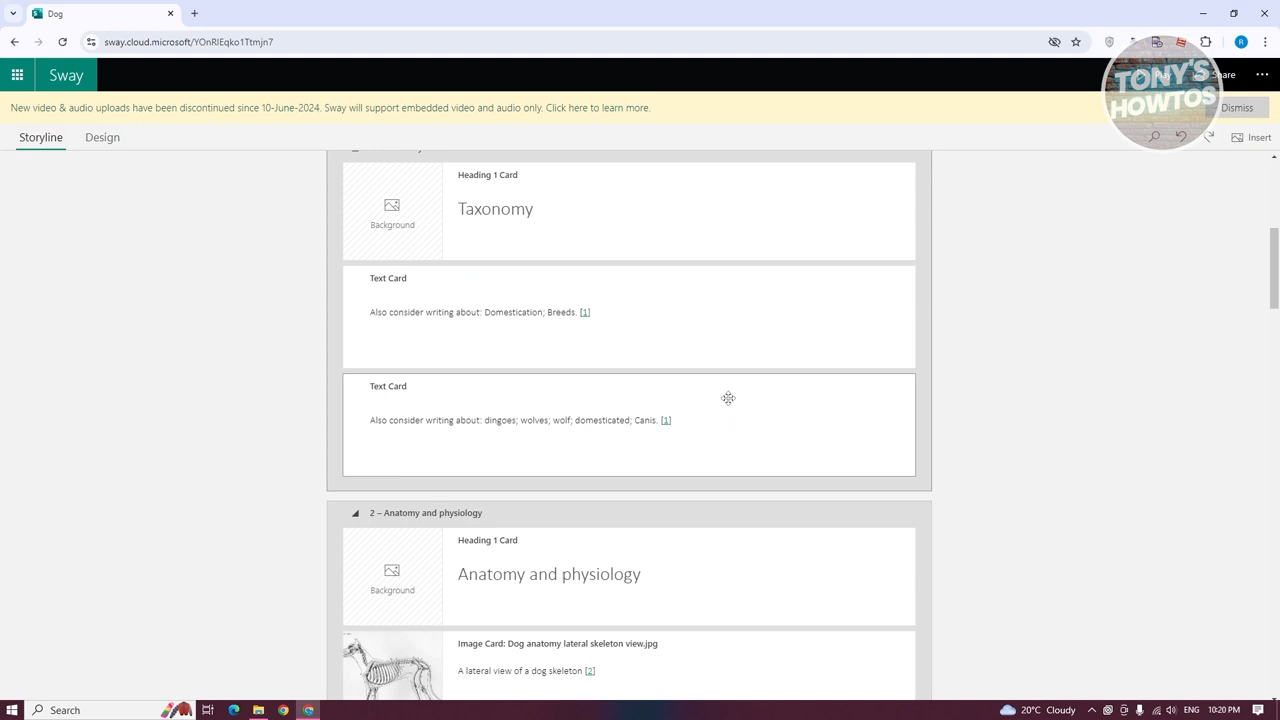 Dog
sway.cloud.microsoft/YOnRIEqko1Ttmjn7
R
Sway
Play
Share
New video & audio uploads have been discontinued since 10-June-2024. Sway will support embedded video and audio only. Click here to learn more.
Dismiss
TONY'S
HOWTOS
Storyline
Design
Insert
Heading 1 Card
Taxonomy
Background
Text Card
Also consider writing about: Domestication; Breeds. [1]
Text Card
Also consider writing about: dingoes; wolves; wolf; domesticated; Canis. [1]
2 – Anatomy and physiology
Heading 1 Card
Anatomy and physiology
Background
Image Card: Dog anatomy lateral skeleton view.jpg
A lateral view of a dog skeleton [2]
Search
20°C Cloudy
ENG
10:20 PM